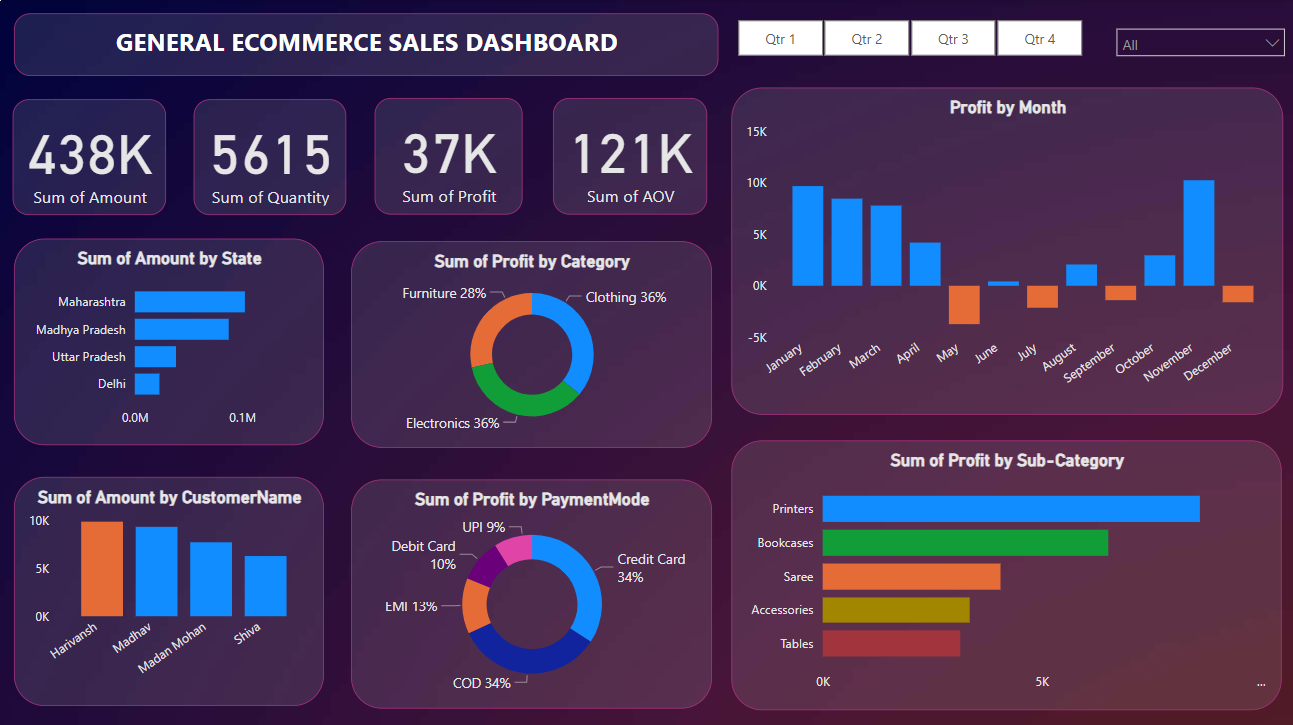 GENERAL ECOMMERCE SALES DASHBOARD
Qtr 1
Qtr 2
Qtr 3
Qtr 4
All
438K
Sum of Amount
5615
Sum of Quantity
37K
Sum of Profit
121K
Sum of AOV
Profit by Month
15K
10K
5K
0K
-5K
January
February
March
April
May
June
July
August
September
October
November
December
Sum of Amount by State
Maharashtra
Madhya Pradesh
Uttar Pradesh
Delhi
0.0M
0.1M
Sum of Profit by Category
Furniture 28%
Clothing 36%
Electronics 36%
Sum of Amount by CustomerName
10K
5K
0K
Harivansh
Madhav
Madan Mohan
Shiva
Sum of Profit by PaymentMode
UPI 9%
Debit Card
10%
Credit Card
34%
EMI 13%
COD 34%
Sum of Profit by Sub-Category
Printers
Bookcases
Saree
Accessories
Tables
0K
5K
...